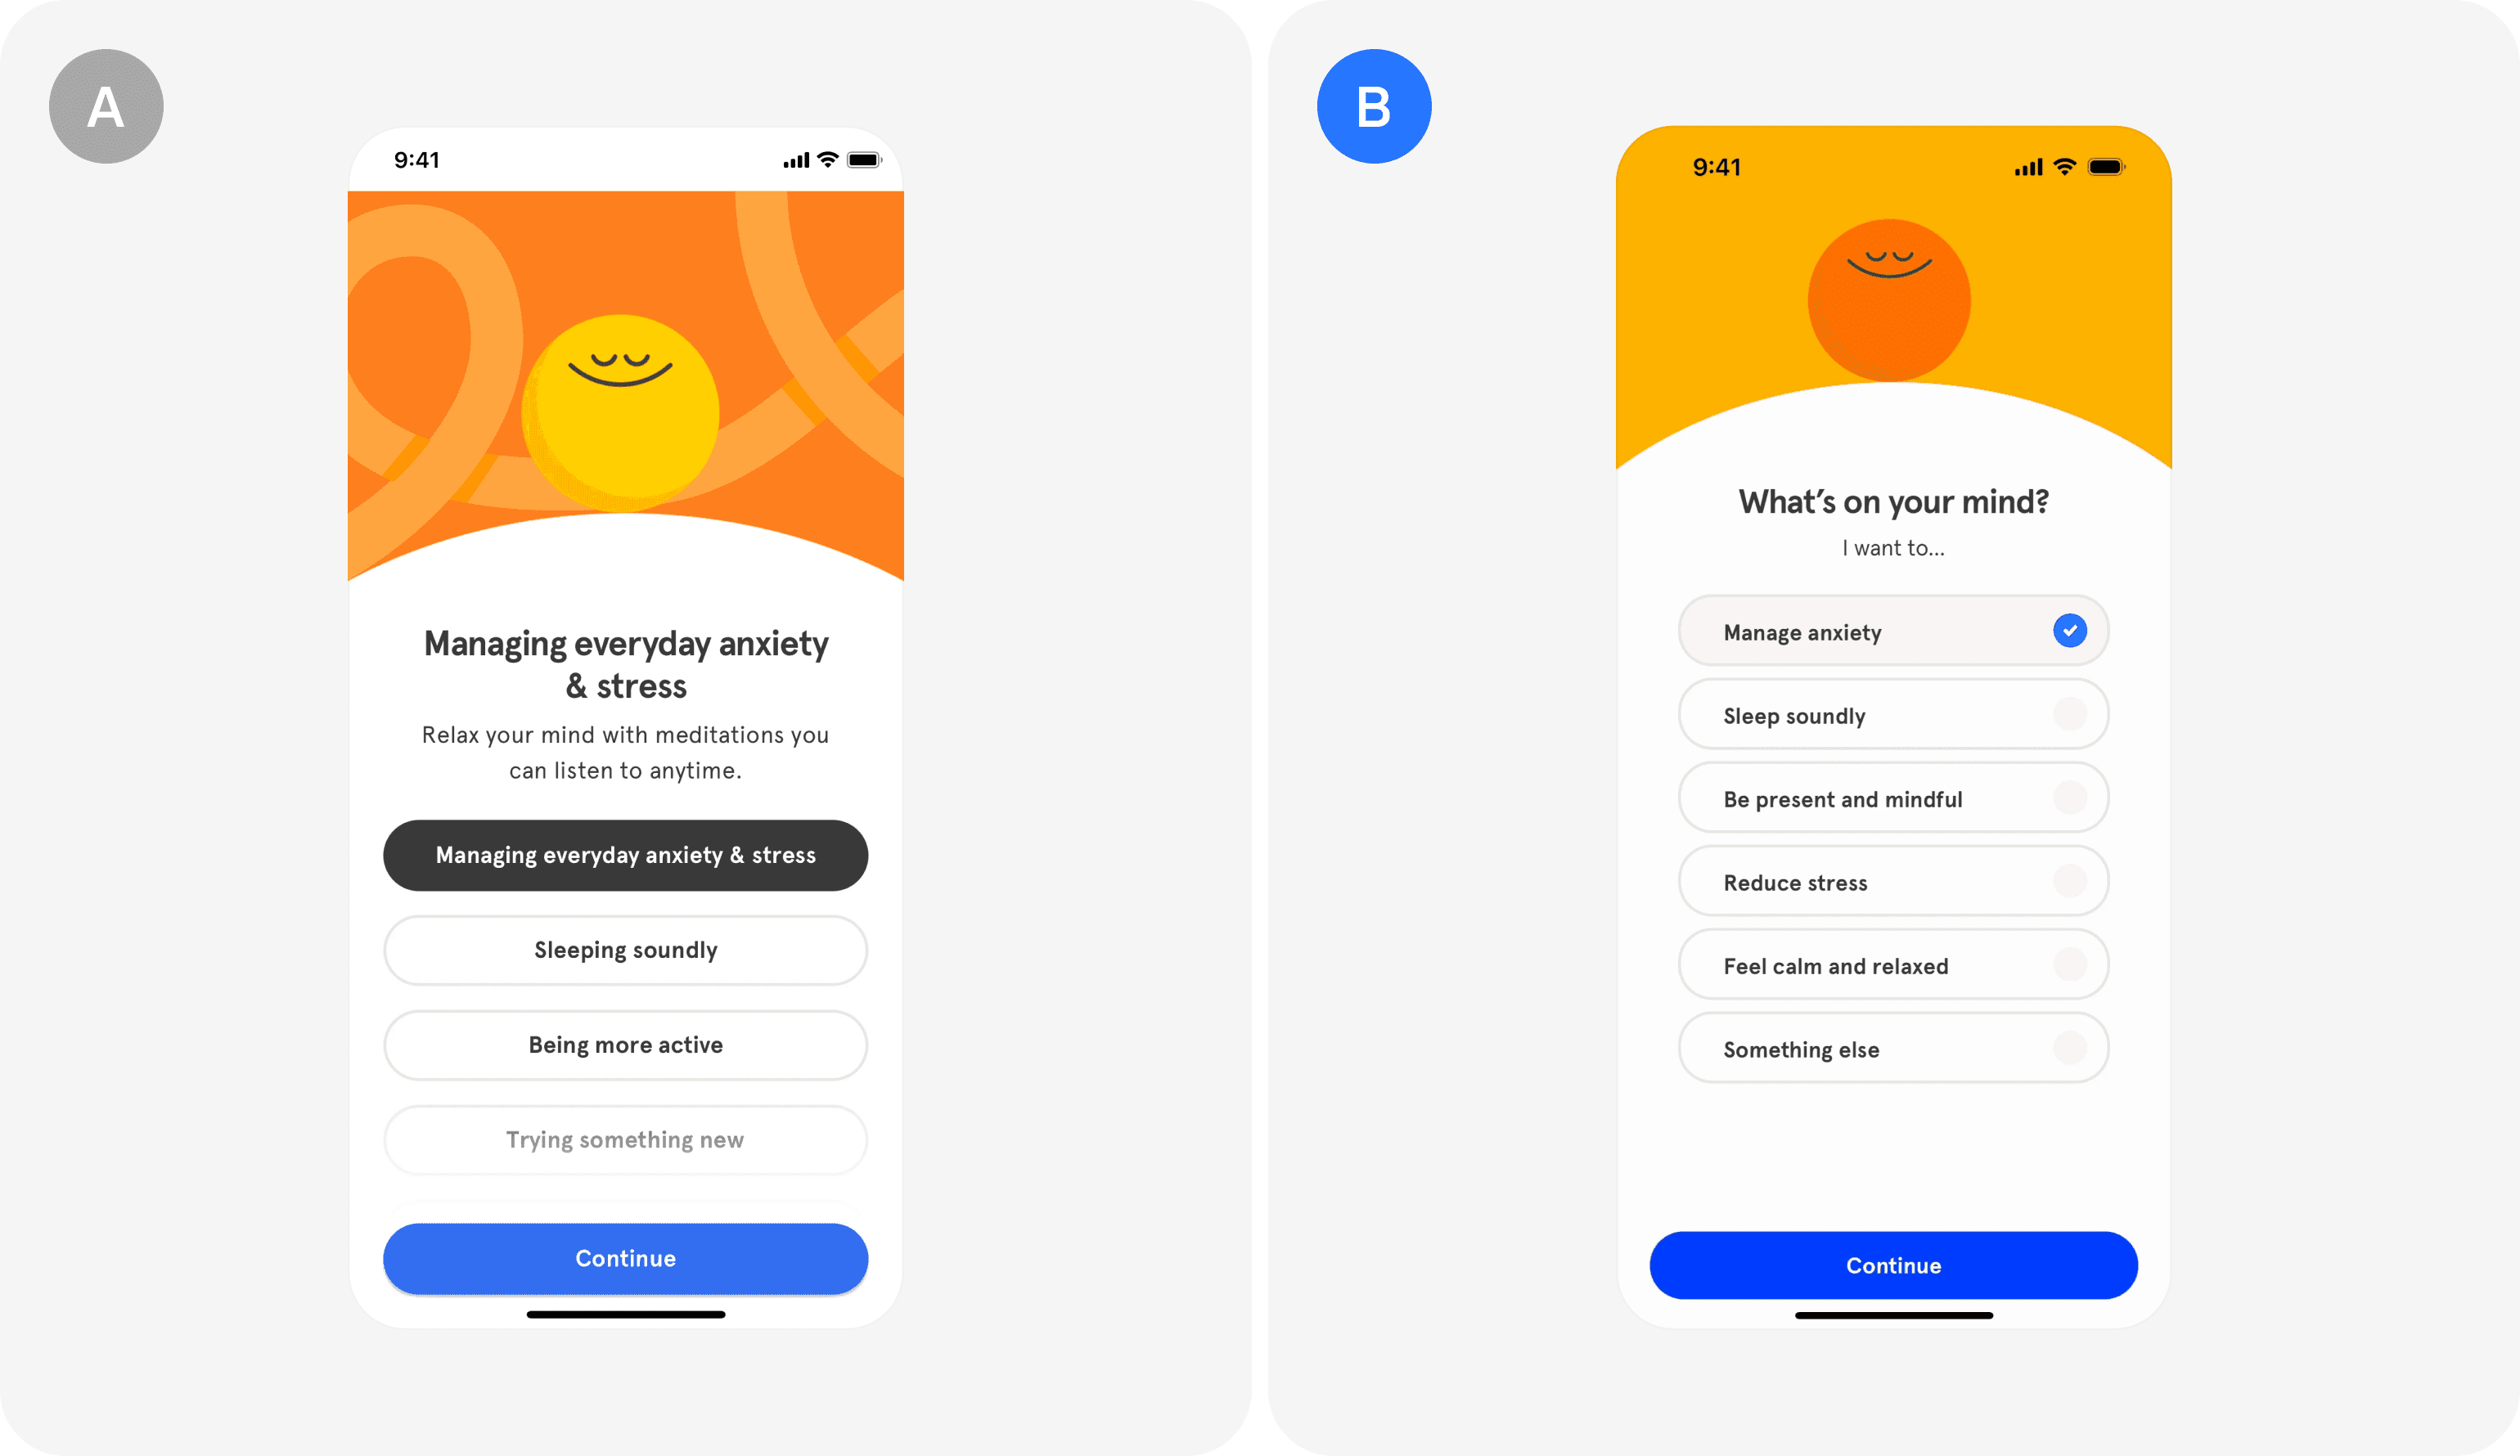 A
9:41
Managing everyday anxiety
& stress
Relax your mind with meditations you
can listen to anytime.
Managing everyday anxiety & stress
Sleeping soundly
Being more active
Trying something new
Continue
B
9:41
What's on your mind?
I want to...
Manage anxiety
Sleep soundly
Be present and mindful
Reduce stress
Feel calm and relaxed
Something else
Continue